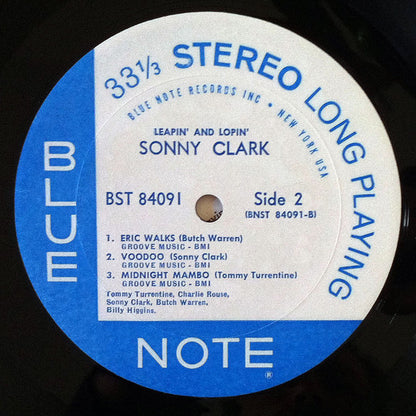 33⅓ STEREO LONG PLAYING
BLUE NOTE RECORDS INC • NEW YORK USA
LEAPIN' AND LOPIN'
SONNY CLARK
BST 84091
Side 2
(BNST 84091-B)
1. ERIC WALKS (Butch Warren)
GROOVE MUSIC - BMI
2. VOODOO (Sonny Clark)
GROOVE MUSIC - BMI
3. MIDNIGHT MAMBO (Tommy Turrentine)
GROOVE MUSIC - BMI
Tommy Turrentine, Charlie Rouse,
Sonny Clark, Butch Warren,
Billy Higgins.
BLUE
NOTE
®